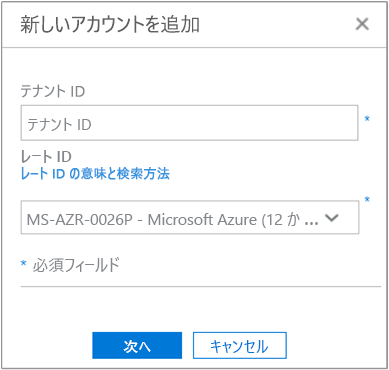 新しいアカウントを追加
テナント ID
テナント ID
*
レート ID
レート ID の意味と検索方法
*
MS-AZR-0026P - Microsoft Azure (12 か ...
* 必須フィールド
次へ
キャンセル